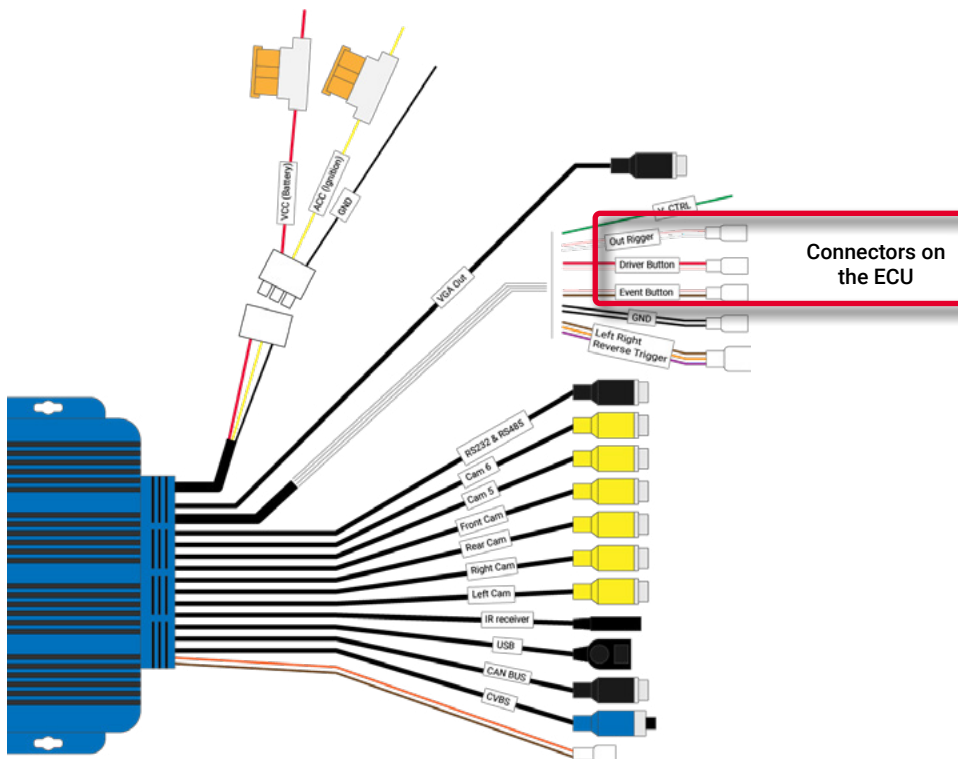 VCC (Battery)
ACC (Ignition)
GND
VGA Out
V_CTRL
Out Rigger
Driver Button
Event Button
GND
Left Right
Reverse Trigger
Connectors on
the ECU
RS232 & RS485
Cam 6
Cam 5
Front Cam
Rear Cam
Right Cam
Left Cam
IR receiver
USB
CAN BUS
CVBS